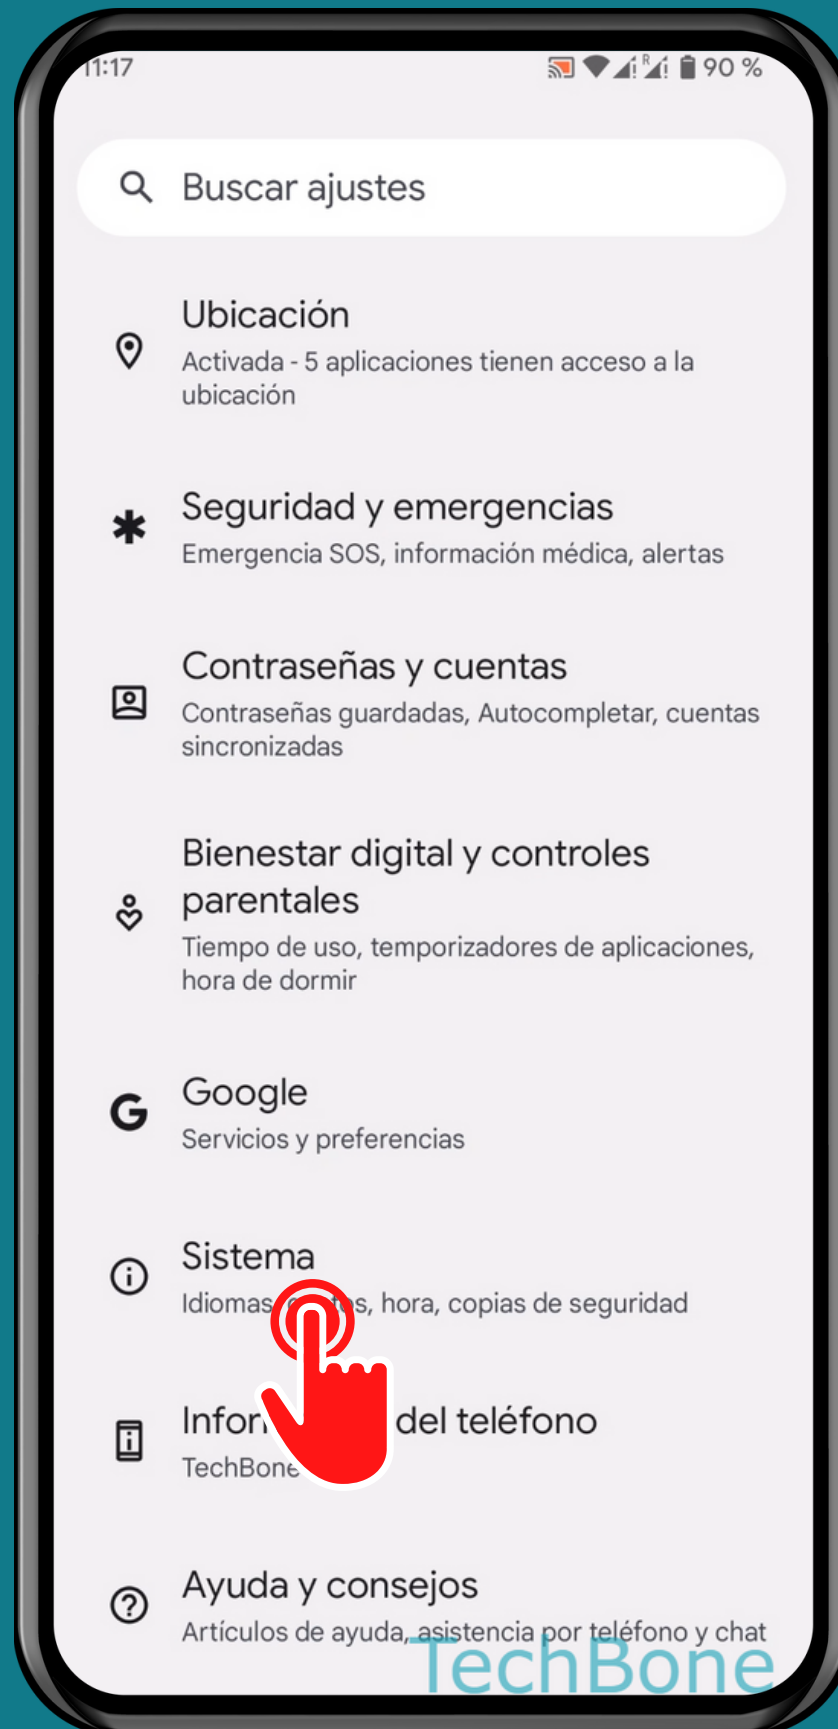 11:17
R
90 %
Buscar ajustes
Ubicación
Activada - 5 aplicaciones tienen acceso a la
ubicación
Seguridad y emergencias
Emergencia SOS, información médica, alertas
Contraseñas y cuentas
Contraseñas guardadas, Autocompletar, cuentas
sincronizadas
Bienestar digital y controles
parentales
Tiempo de uso, temporizadores de aplicaciones,
hora de dormir
G
Google
Servicios y preferencias
Sistema
Idiomas, hora, copias de seguridad
del teléfono
TechBone
Ayuda y consejos
Artículos de ayuda, asistencia por teléfono y chat
TechBone